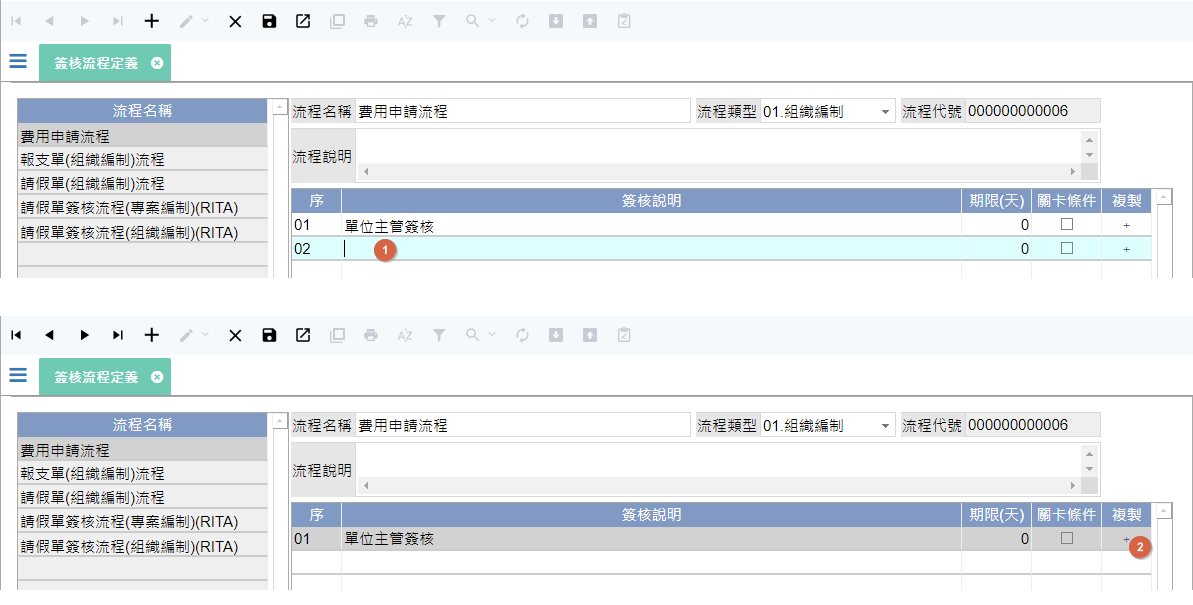 簽核流程定義
流程名稱
費用申請流程
報支單(組織編制)流程
請假單(組織編制)流程
請假單簽核流程(專案編制)(RITA)
請假單簽核流程(組織編制)(RITA)
流程名稱 費用申請流程 流程類型 01.組織編制 流程代號 000000000006
流程說明
序 簽核說明 期限(天) 關卡條件 複製
01 單位主管簽核 0 +
02 1 0 +
簽核流程定義
流程名稱
費用申請流程
報支單(組織編制)流程
請假單(組織編制)流程
請假單簽核流程(專案編制)(RITA)
請假單簽核流程(組織編制)(RITA)
流程名稱 費用申請流程 流程類型 01.組織編制 流程代號 000000000006
流程說明
序 簽核說明 期限(天) 關卡條件 複製
01 單位主管簽核 0 + 2